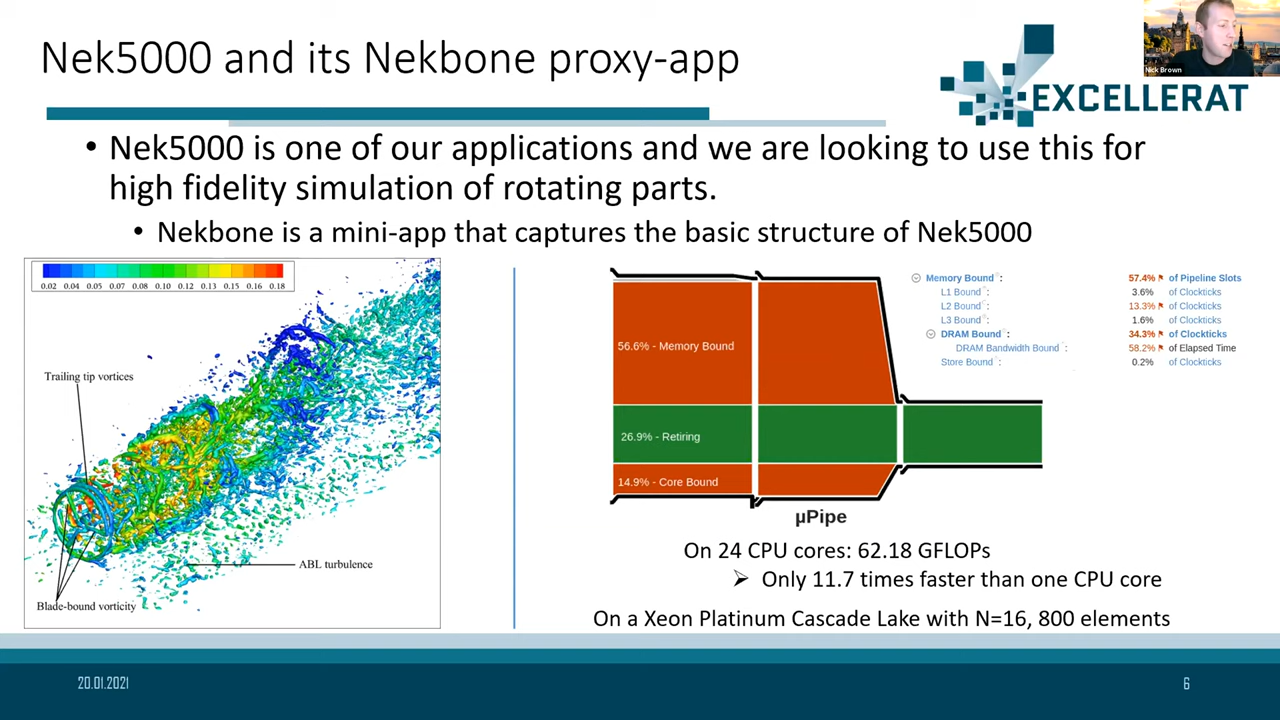 Nek5000 and its Nekbone proxy-app
Nick Brown
EXCELLERAT
• Nek5000 is one of our applications and we are looking to use this for
high fidelity simulation of rotating parts.
• Nekbone is a mini-app that captures the basic structure of Nek5000
0.02 0.04 0.05 0.07 0.08 0.10 0.12 0.13 0.15 0.16 0.18
Trailing tip vortices
ABL turbulence
Blade-bound vorticity
56.6% - Memory Bound
26.9% - Retiring
14.9% - Core Bound
µPipe
Memory Bound: 57.4% of Pipeline Slots
L1 Bound: 3.6% of Clockticks
L2 Bound: 13.3% of Clockticks
L3 Bound: 1.6% of Clockticks
DRAM Bound: 34.3% of Clockticks
DRAM Bandwidth Bound: 58.2% of Elapsed Time
Store Bound: 0.2% of Clockticks
On 24 CPU cores: 62.18 GFLOPs
➢ Only 11.7 times faster than one CPU core
On a Xeon Platinum Cascade Lake with N=16, 800 elements
20.01.2021
6